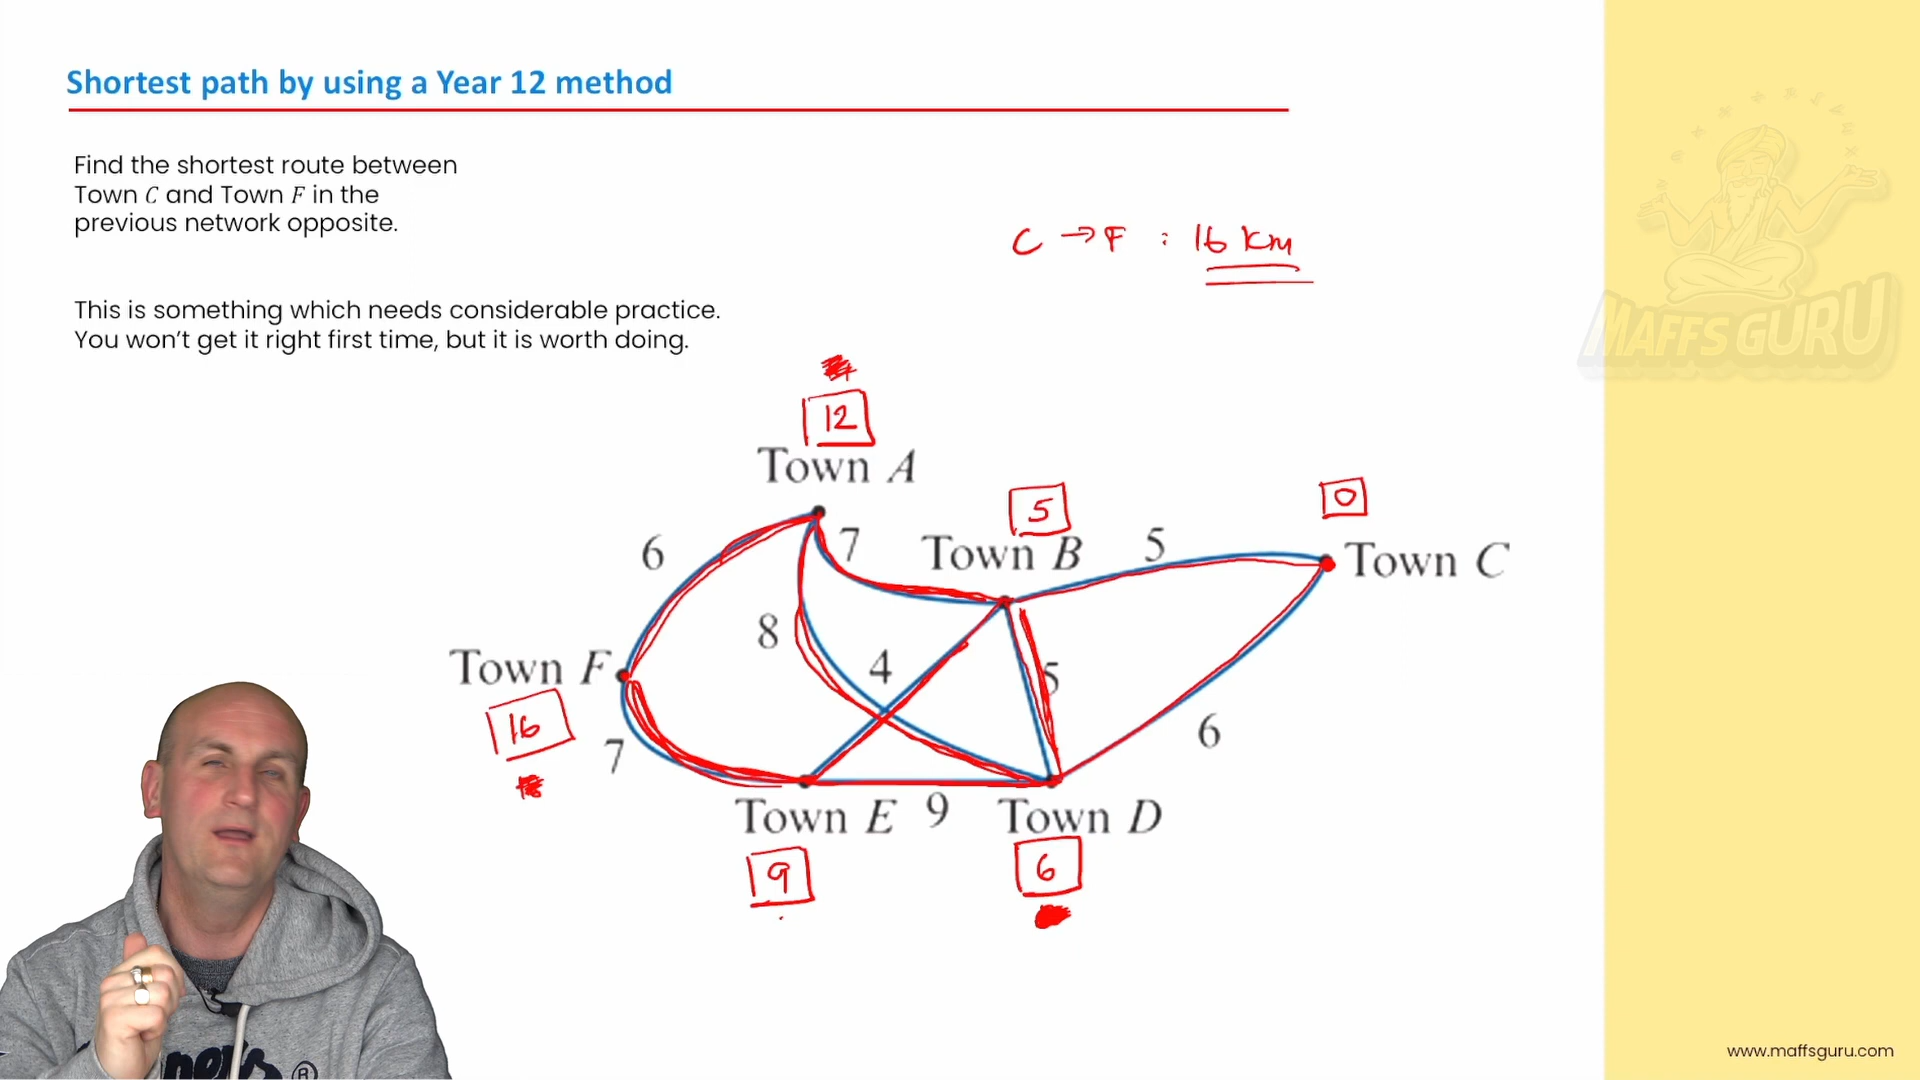 Shortest path by using a Year 12 method
Find the shortest route between
Town C and Town F in the
previous network opposite.
C → F : 16 km
This is something which needs considerable practice.
You won't get it right first time, but it is worth doing.
MAFFS GURU
12
Town A
0
5
6
7
Town B
5
Town C
8
4
5
Town F
16
7
6
Town E
9
Town D
9
6
www.maffsguru.com